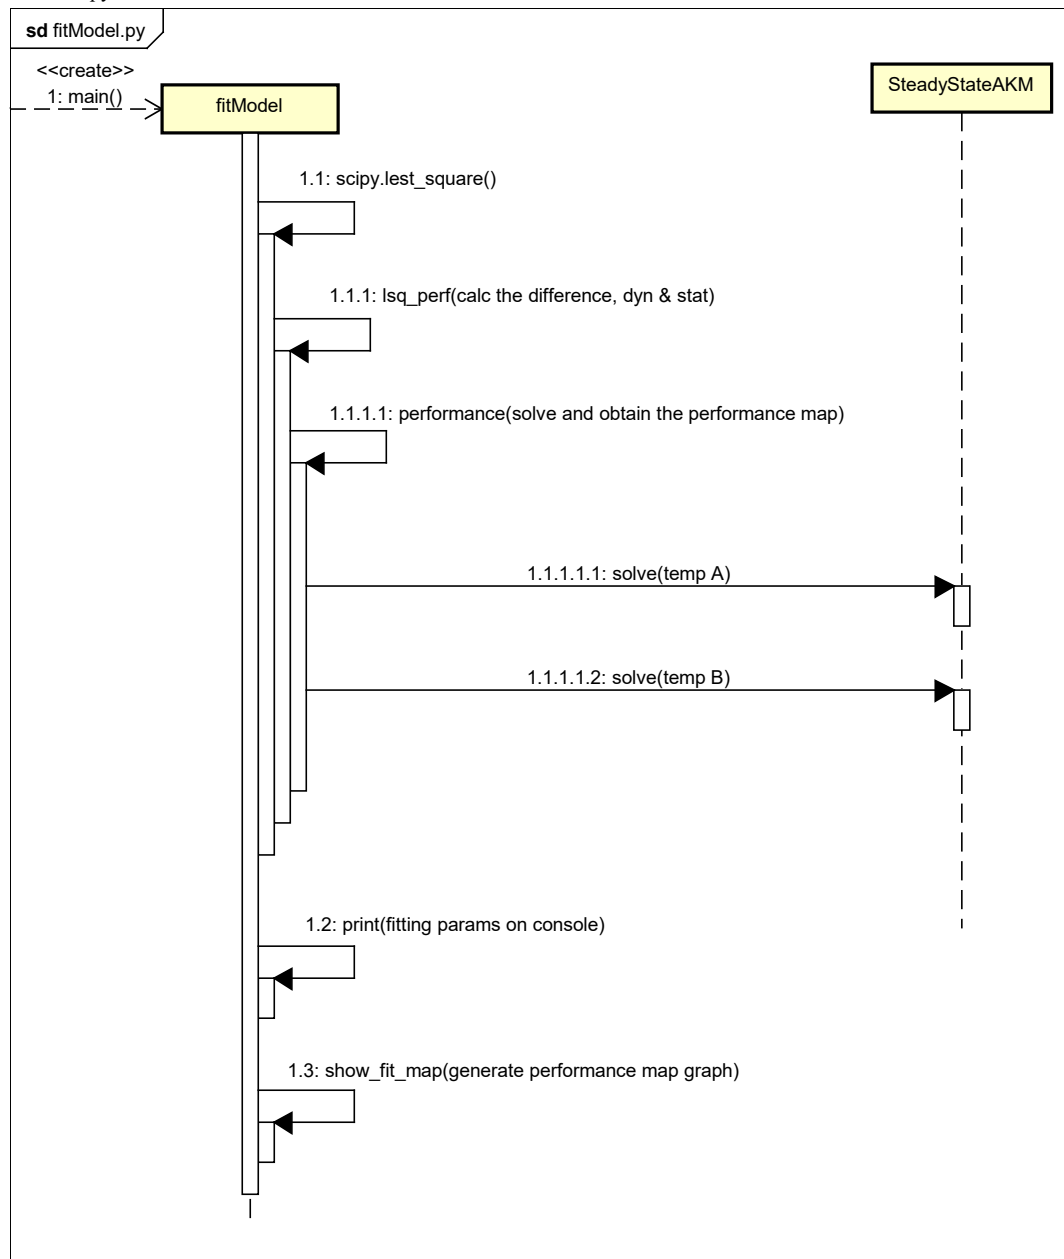 sd fitModel.py
<<create>>
1: main()
fitModel
SteadyStateAKM
1.1: scipy.lest_square()
1.1.1: lsq_perf(calc the difference, dyn & stat)
1.1.1.1: performance(solve and obtain the performance map)
1.1.1.1.1: solve(temp A)
1.1.1.1.2: solve(temp B)
1.2: print(fitting params on console)
1.3: show_fit_map(generate performance map graph)